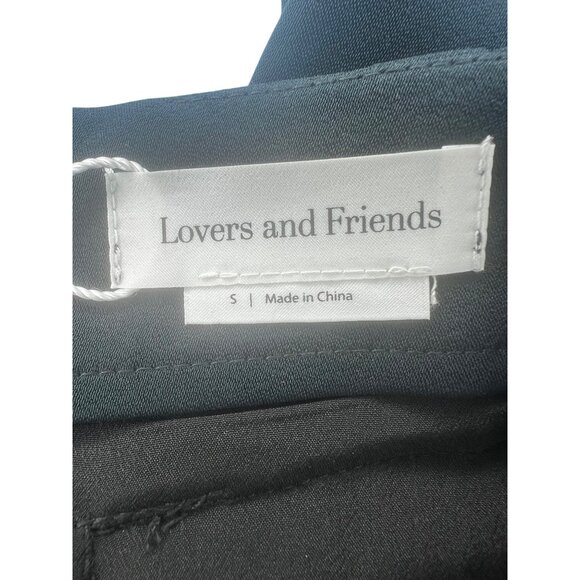 Lovers and Friends
S | Made in China